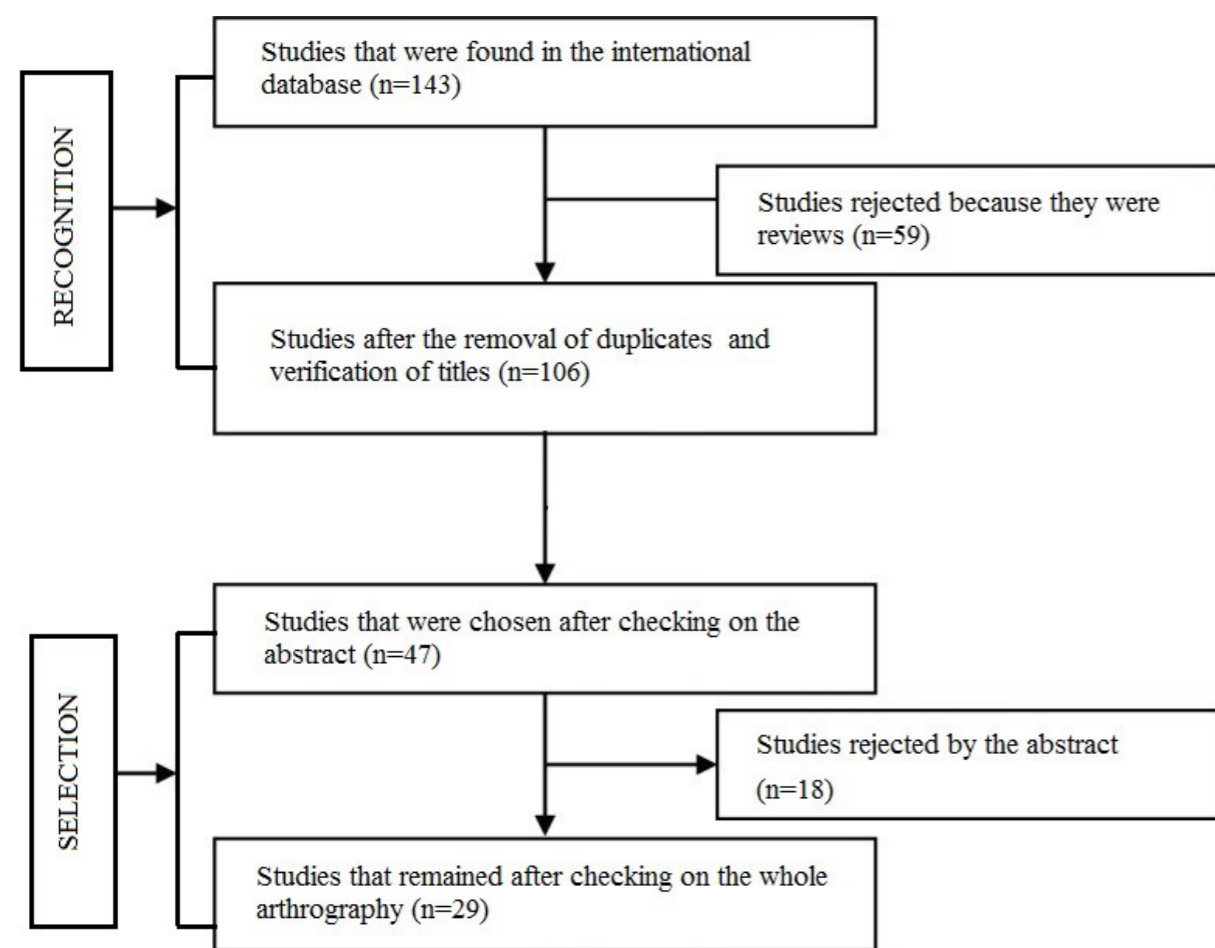 Studies that were found in the international
database (n=143)
RECOGNITION
Studies rejected because they were
reviews (n=59)
Studies after the removal of duplicates and
verification of titles (n=106)
Studies that were chosen after checking on the
abstract (n=47)
SELECTION
Studies rejected by the abstract
(n=18)
Studies that remained after checking on the whole
arthrography (n=29)